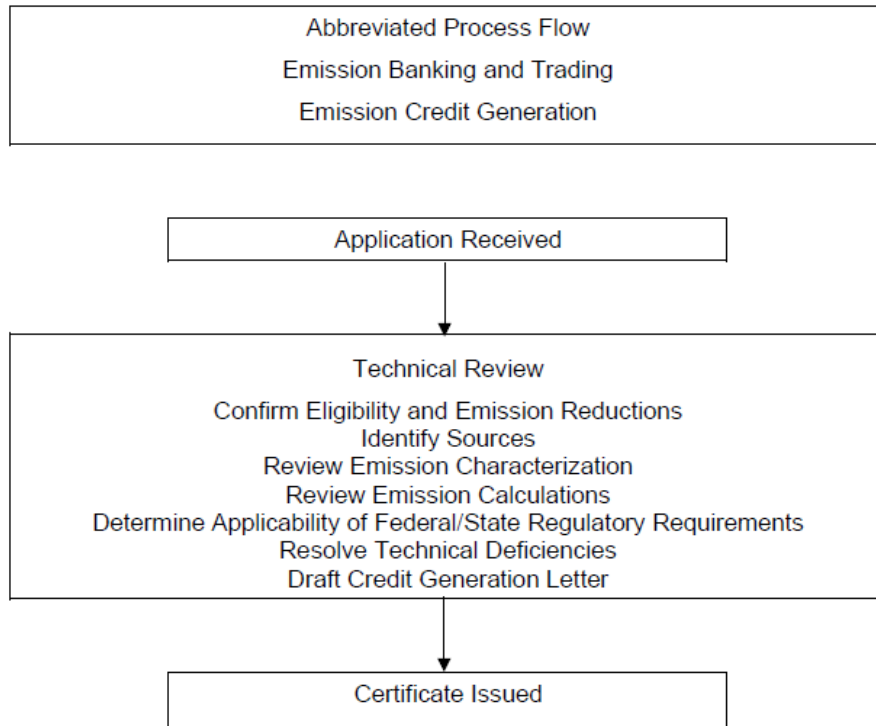 Abbreviated Process Flow
Emission Banking and Trading
Emission Credit Generation
Application Received
Technical Review
Confirm Eligibility and Emission Reductions
Identify Sources
Review Emission Characterization
Review Emission Calculations
Determine Applicability of Federal/State Regulatory Requirements
Resolve Technical Deficiencies
Draft Credit Generation Letter
Certificate Issued